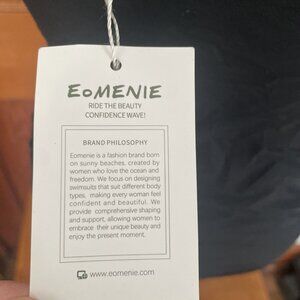 EOMENIE
RIDE THE BEAUTY
CONFIDENCE WAVE!
BRAND PHILOSOPHY
Eomenie is a fashion brand born
on sunny beaches, created by
women who love the ocean and
freedom. We focus on designing
swimsuits that suit different body
types, making every woman feel
confident and beautiful. We
provide comprehensive shaping
and support, allowing women to
embrace their unique beauty and
enjoy the present moment.
www.eomenie.com